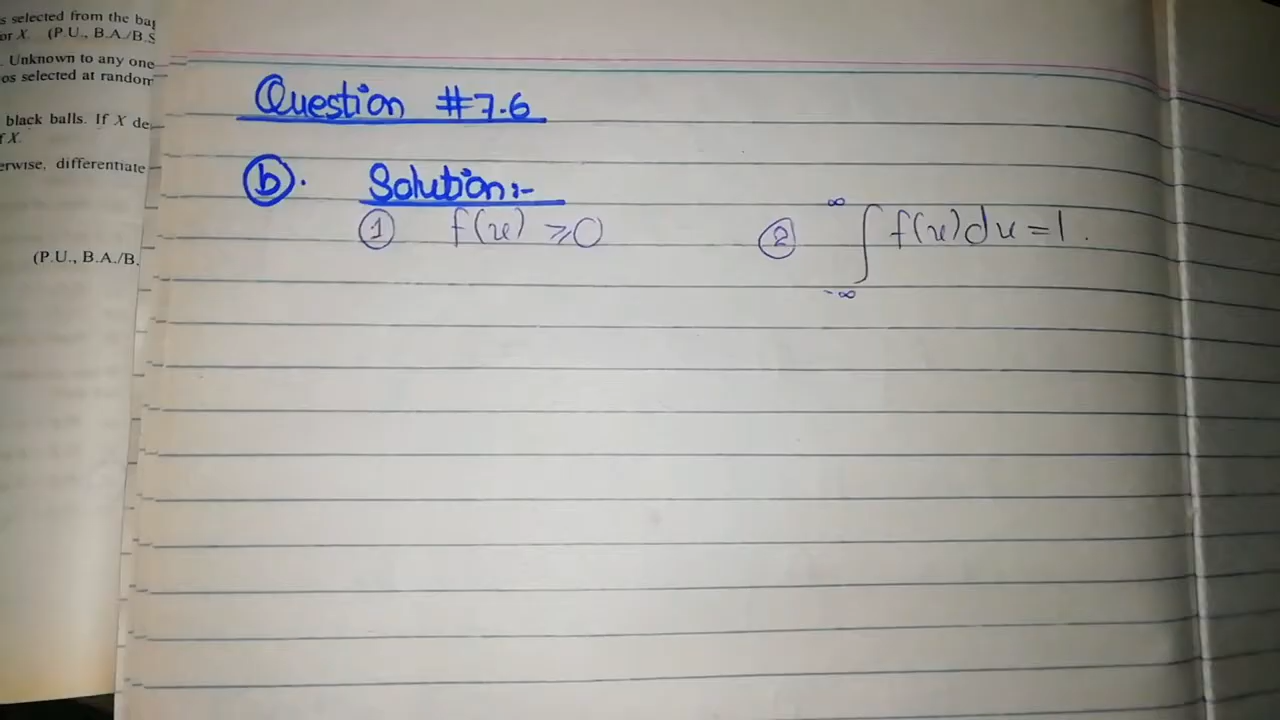 s selected from the bag
or X. (P.U., B.A./B.S
. Unknown to any one
os selected at random
black balls. If X de
f X.
erwise, differentiate
(P.U., B.A./B.
Question #7.6
(b). Solution:-
(1) f(x) ≥0 (2) ∫_{-∞}^{∞} f(x)dx=1.